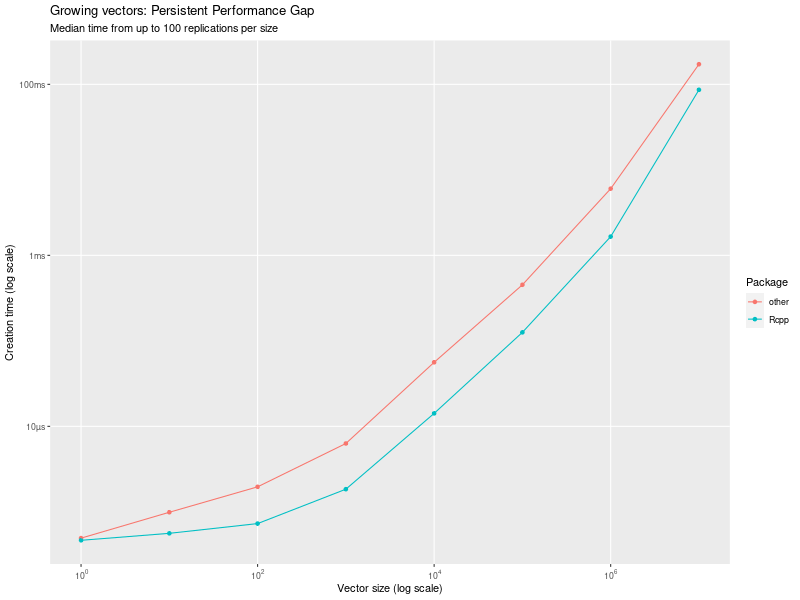 Growing vectors: Persistent Performance Gap
Median time from up to 100 replications per size
Creation time (log scale)
100ms
1ms
10µs
10⁰
10²
10⁴
10⁶
Vector size (log scale)
Package
other
Rcpp